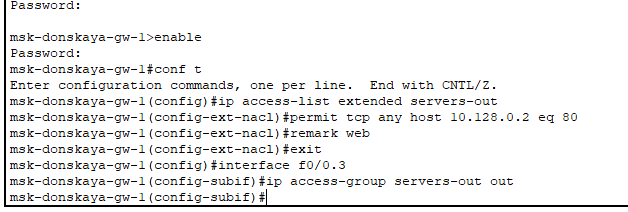 Password:
msk-donskaya-gw-1>enable
Password:
msk-donskaya-gw-1#conf t
Enter configuration commands, one per line.  End with CNTL/Z.
msk-donskaya-gw-1(config)#ip access-list extended servers-out
msk-donskaya-gw-1(config-ext-nacl)#permit tcp any host 10.128.0.2 eq 80
msk-donskaya-gw-1(config-ext-nacl)#remark web
msk-donskaya-gw-1(config-ext-nacl)#exit
msk-donskaya-gw-1(config)#interface f0/0.3
msk-donskaya-gw-1(config-subif)#ip access-group servers-out out
msk-donskaya-gw-1(config-subif)#